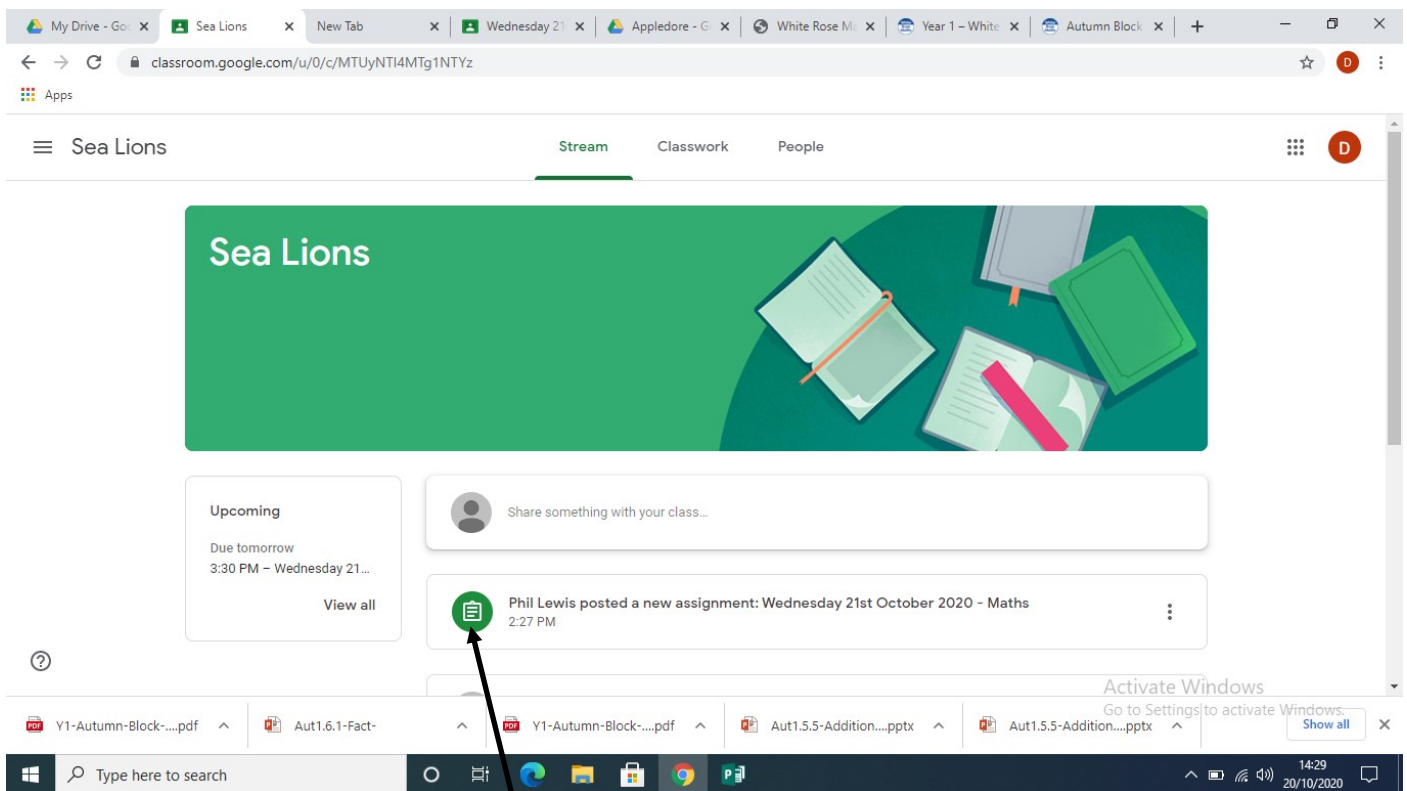 My Drive - Goo
Sea Lions
New Tab
Wednesday 21
Appledore - G
White Rose Ma
Year 1 – White
Autumn Block
classroom.google.com/u/0/c/MTUyNTI4MTg1NTYz
D
Apps
Sea Lions
Stream
Classwork
People
D
Sea Lions
Upcoming
Due tomorrow
3:30 PM – Wednesday 21...
View all
Share something with your class...
Phil Lewis posted a new assignment: Wednesday 21st October 2020 - Maths
2:27 PM
Activate Windows
Go to Settings to activate Windows.
Y1-Autumn-Block-....pdf
Aut1.6.1-Fact-
Y1-Autumn-Block-....pdf
Aut1.5.5-Addition....pptx
Aut1.5.5-Addition....pptx
Show all
Type here to search
14:29
20/10/2020